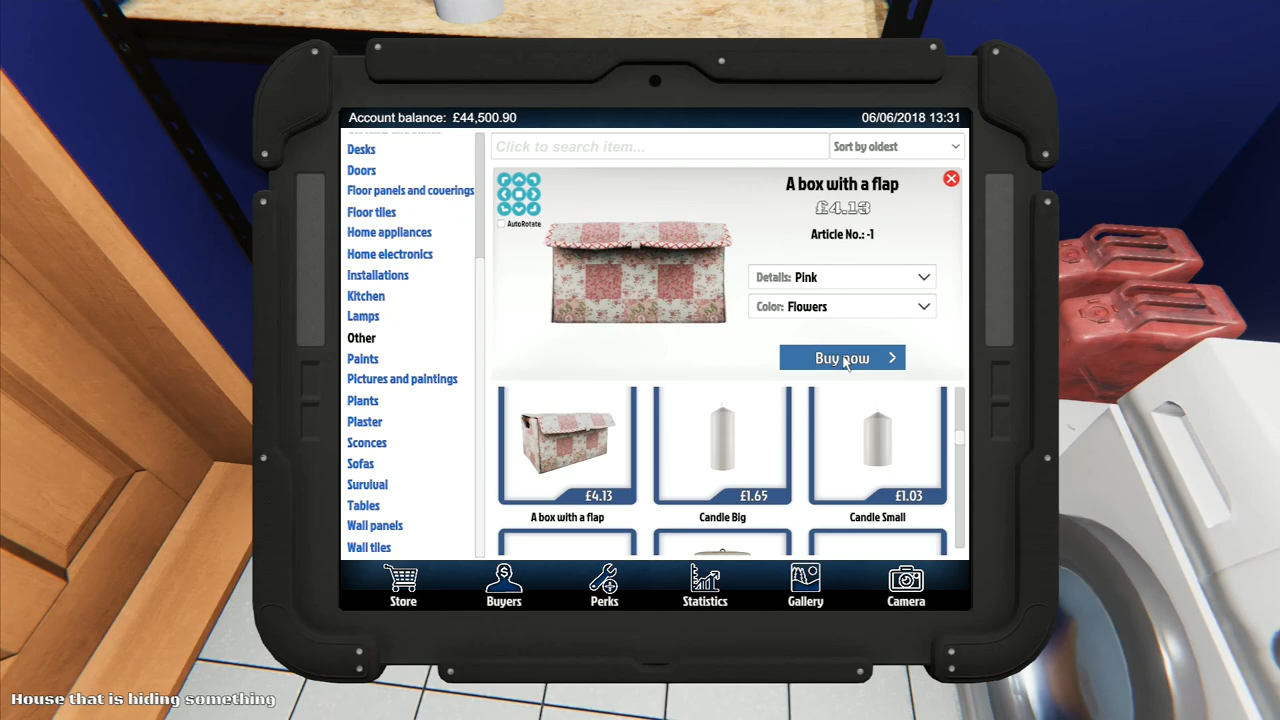 Account balance: £44,500.90
06/06/2018 13:31
Desks
Doors
Floor panels and coverings
Floor tiles
Home appliances
Home electronics
Installations
Kitchen
Lamps
Other
Paints
Pictures and paintings
Plants
Plaster
Sconces
Sofas
Survival
Tables
Wall panels
Wall tiles
Click to search item...
Sort by oldest
AutoRotate
A box with a flap
£4.13
Article No.: -1
Details: Pink
Color: Flowers
Buy now
£4.13
£1.65
£1.03
A box with a flap
Candle Big
Candle Small
Store
Buyers
Perks
Statistics
Gallery
Camera
House that is hiding something